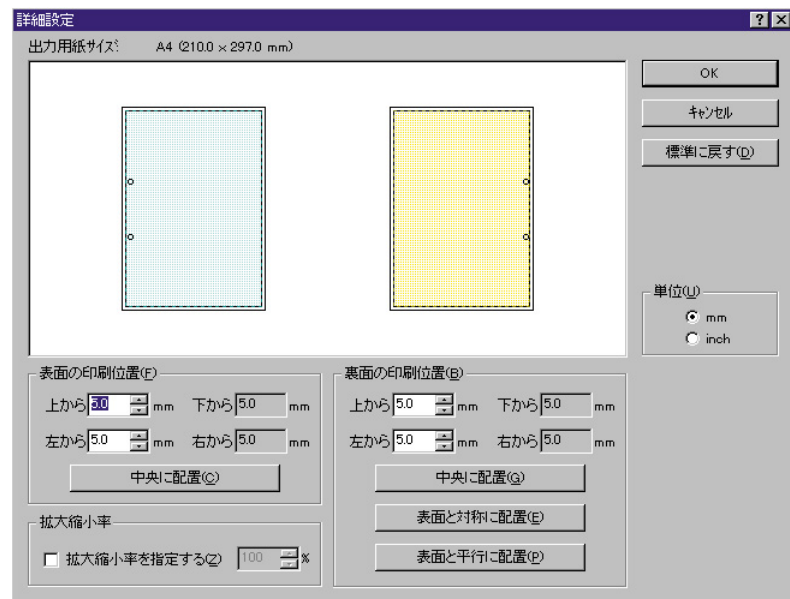 詳細設定
出力用紙サイズ: A4 (210.0 × 297.0 mm)
OK
キャンセル
標準に戻す(D)
単位(U)
mm
inch
表面の印刷位置(F)
上から 5.0 mm 下から 5.0 mm
左から 5.0 mm 右から 5.0 mm
中央に配置(C)
拡大縮小率
拡大縮小率を指定する(Z) 100 %
裏面の印刷位置(B)
上から 5.0 mm 下から 5.0 mm
左から 5.0 mm 右から 5.0 mm
中央に配置(G)
表面と対称に配置(E)
表面と平行に配置(P)